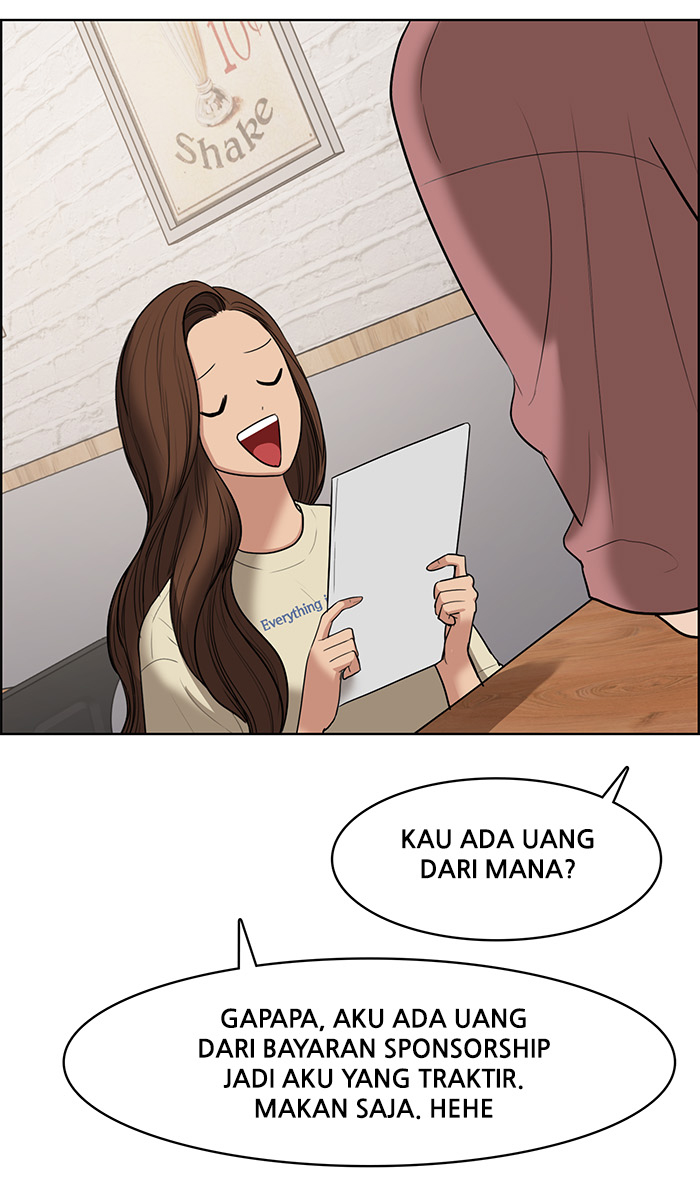 10¢
Shake
Everything i
KAU ADA UANG
DARI MANA?
GAPAPA, AKU ADA UANG
DARI BAYARAN SPONSORSHIP
JADI AKU YANG TRAKTIR.
MAKAN SAJA. HEHE